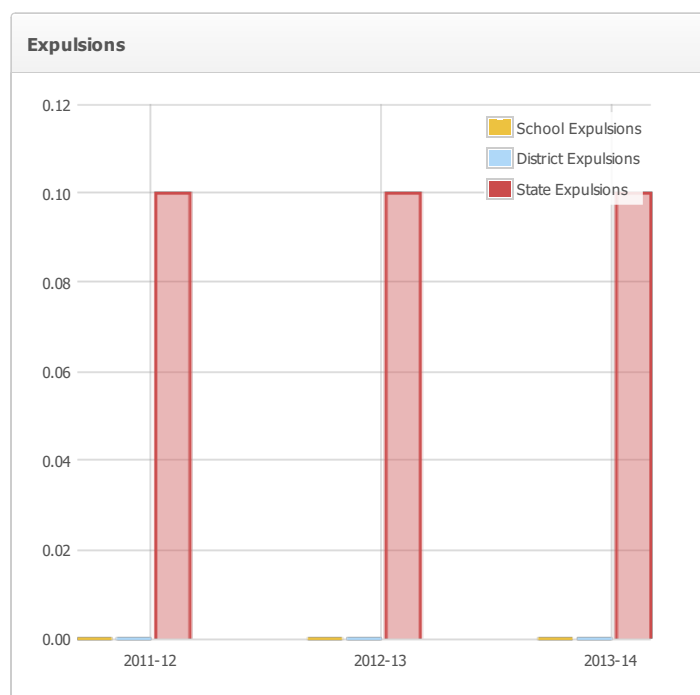 Expulsions
0.12
School Expulsions
District Expulsions
0.10
State Expulsions
0.08
0.06
0.04
0.02
0.00
2011-12
2012-13
2013-14